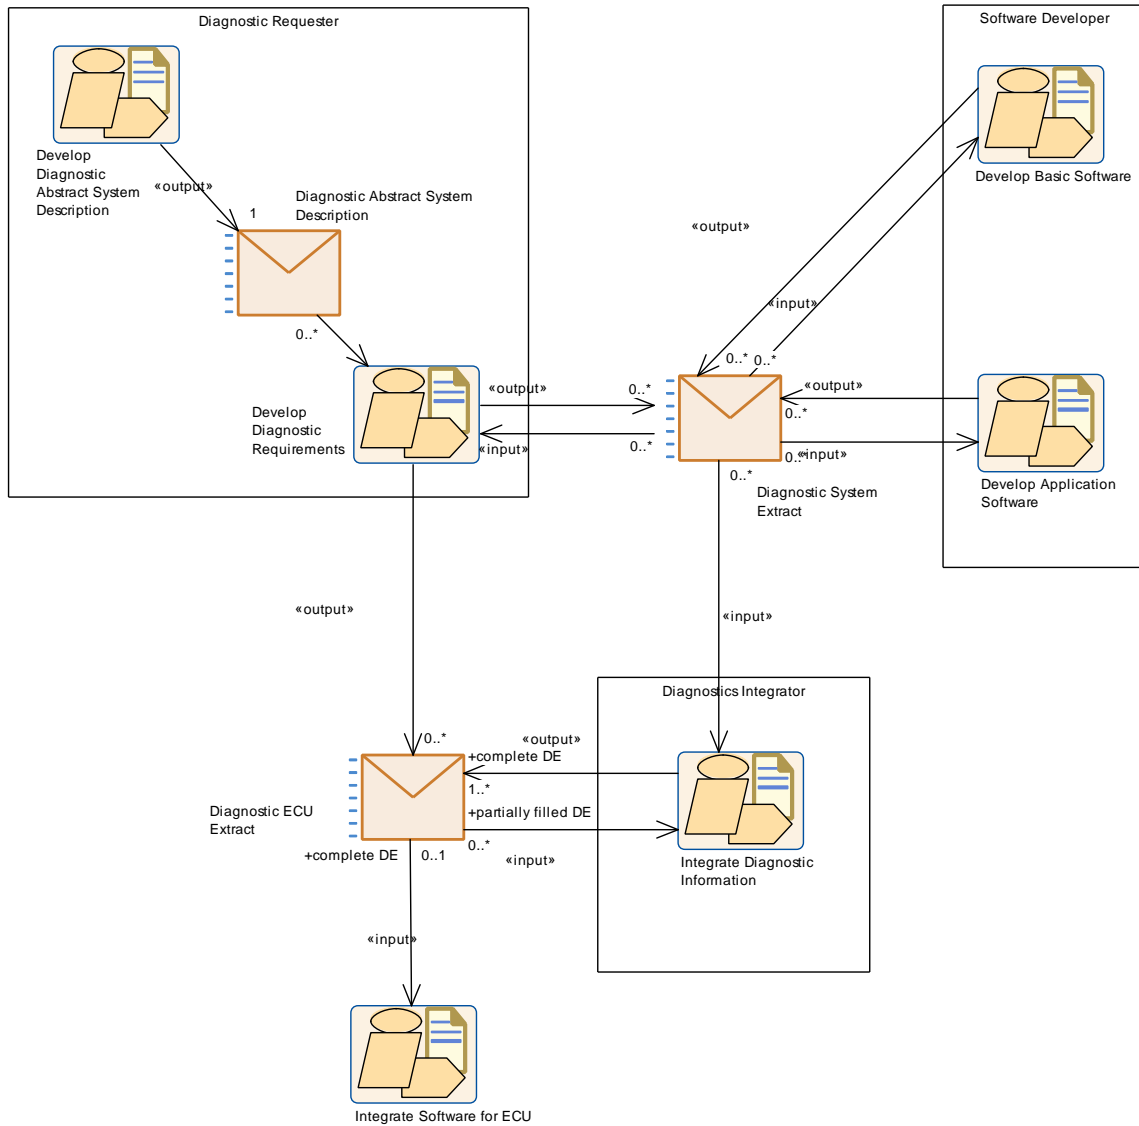 Diagnostic Requester
Software Developer
Develop
Diagnostic
Abstract System
Description
«output»
1
Diagnostic Abstract System
Description
0..*
Develop Basic Software
«output»
«input»
0..*
0..*
Develop
Diagnostic
Requirements
«output»
0..*
«input»
0..*
«output»
0..*
0..*
«input»
0..*
Diagnostic System
Extract
Develop Application
Software
«output»
«input»
Diagnostics Integrator
0..*
«output»
+complete DE
1..*
+partially filled DE
0..*
«input»
Diagnostic ECU
Extract
+complete DE
0..1
Integrate Diagnostic
Information
«input»
Integrate Software for ECU